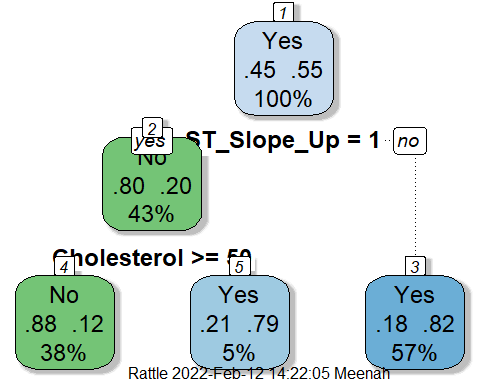 1
Yes
.45 .55
100%
yes ST_Slope_Up = 1 no
2
No
.80 .20
43%
Cholesterol >= 50
4
No
.88 .12
38%
5
Yes
.21 .79
5%
3
Yes
.18 .82
57%
Rattle 2022-Feb-12 14:22:05 Meenah